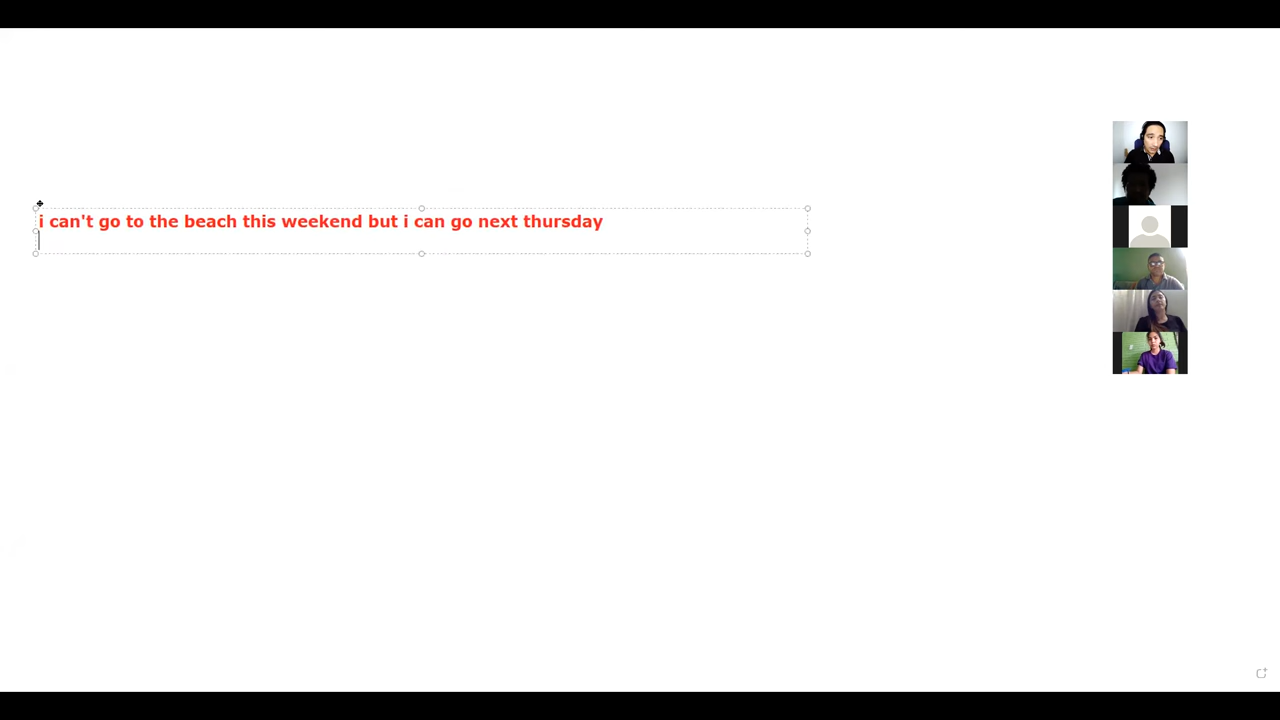 i can't go to the beach this weekend but i can go next thursday